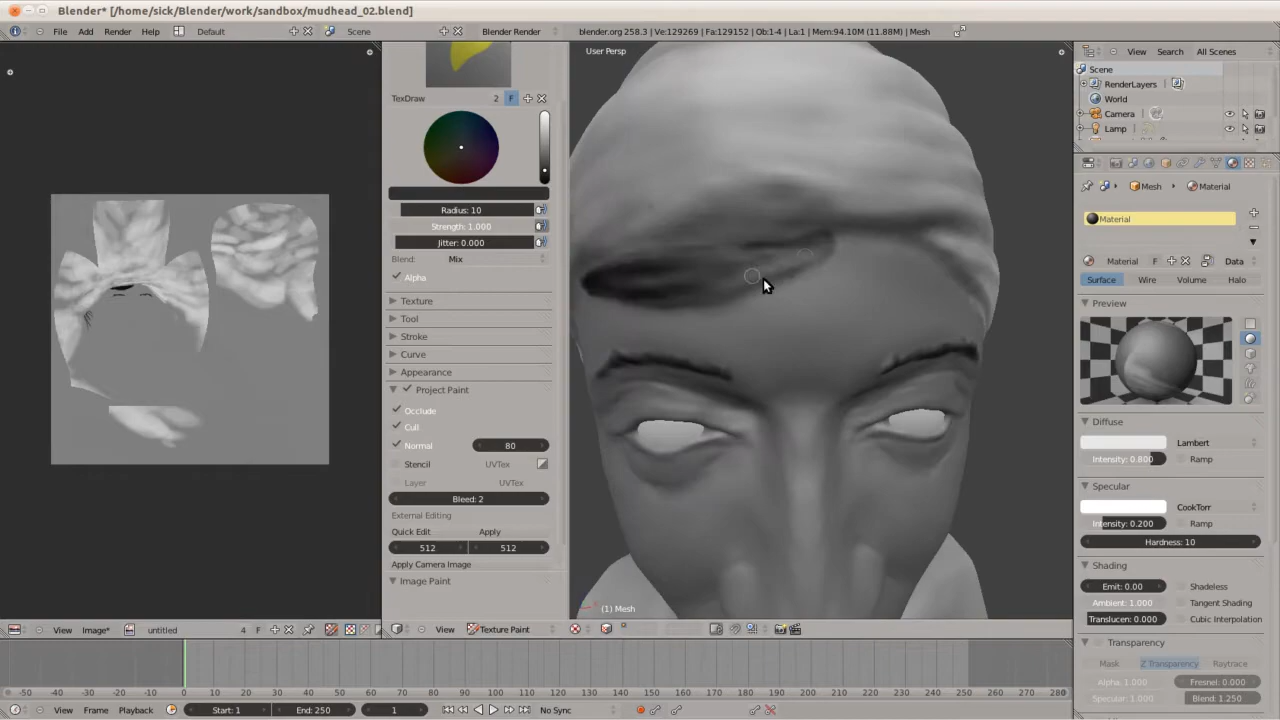 Blender* [/home/sick/Blender/work/sandbox/mudhead_02.blend]
File Add Render Help Default Scene Blender Render blender.org 258.3 | Ve:129269 | Fa:129152 | Ob:1-4 | La:1 | Mem:94.10M (11.88M) | Mesh
User Persp
View Search All Scenes
Scene
RenderLayers
World
Camera
Lamp
TexDraw 2 F
Radius: 10
Strength: 1.000
Jitter: 0.000
Blend: Mix
Alpha
Texture
Tool
Stroke
Curve
Appearance
Project Paint
Occlude
Cull
Normal 80
Stencil UVTex
Layer UVTex
Bleed: 2
External Editing
Quick Edit Apply
512 512
Apply Camera Image
Image Paint
(1) Mesh
Mesh Material
Material
Material F Data
Surface Wire Volume Halo
Preview
Diffuse
Lambert
Intensity: 0.800 Ramp
Specular
CookTorr
Intensity: 0.200 Ramp
Hardness: 10
Shading
Emit: 0.00 Shadeless
Ambient: 1.000 Tangent Shading
Translucen: 0.000 Cubic Interpolation
Transparency
Mask Z Transparency Raytrace
Alpha: 1.000 Fresnel: 0.000
Specular: 1.000 Blend: 1.250
View Image* untitled 4 F
View Texture Paint
-50 -40 -30 -20 -10 0 10 20 30 40 50 60 70 80 90 100 110 120 130 140 150 160 170 180 190 200 210 220 230 240 250 260 270 280
View Frame Playback Start: 1 End: 250 1 No Sync